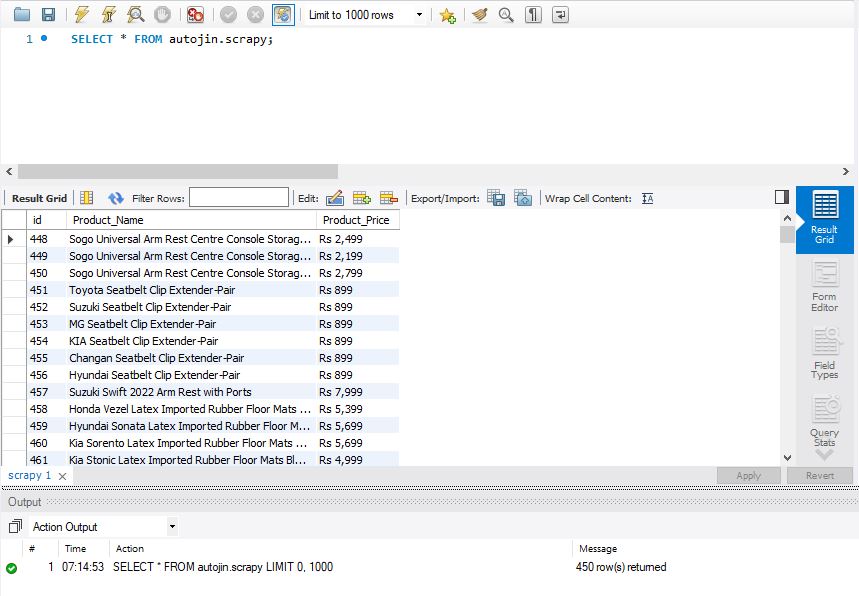 Limit to 1000 rows
1 SELECT * FROM autojin.scrapy;
Result Grid Filter Rows: Edit: Export/Import: Wrap Cell Content:
id Product_Name Product_Price
448 Sogo Universal Arm Rest Centre Console Storag... Rs 2,499
449 Sogo Universal Arm Rest Centre Console Storag... Rs 2,199
450 Sogo Universal Arm Rest Centre Console Storag... Rs 2,799
451 Toyota Seatbelt Clip Extender-Pair Rs 899
452 Suzuki Seatbelt Clip Extender-Pair Rs 899
453 MG Seatbelt Clip Extender-Pair Rs 899
454 KIA Seatbelt Clip Extender-Pair Rs 899
455 Changan Seatbelt Clip Extender-Pair Rs 899
456 Hyundai Seatbelt Clip Extender-Pair Rs 899
457 Suzuki Swift 2022 Arm Rest with Ports Rs 7,999
458 Honda Vezel Latex Imported Rubber Floor Mats ... Rs 5,399
459 Hyundai Sonata Latex Imported Rubber Floor M... Rs 5,699
460 Kia Sorento Latex Imported Rubber Floor Mats ... Rs 5,699
461 Kia Stonic Latex Imported Rubber Floor Mats Bl... Rs 4,999
Result
Grid
Form
Editor
Field
Types
Query
Stats
scrapy 1 Apply Revert
Output
Action Output
# Time Action Message
1 07:14:53 SELECT * FROM autojin.scrapy LIMIT 0, 1000 450 row(s) returned